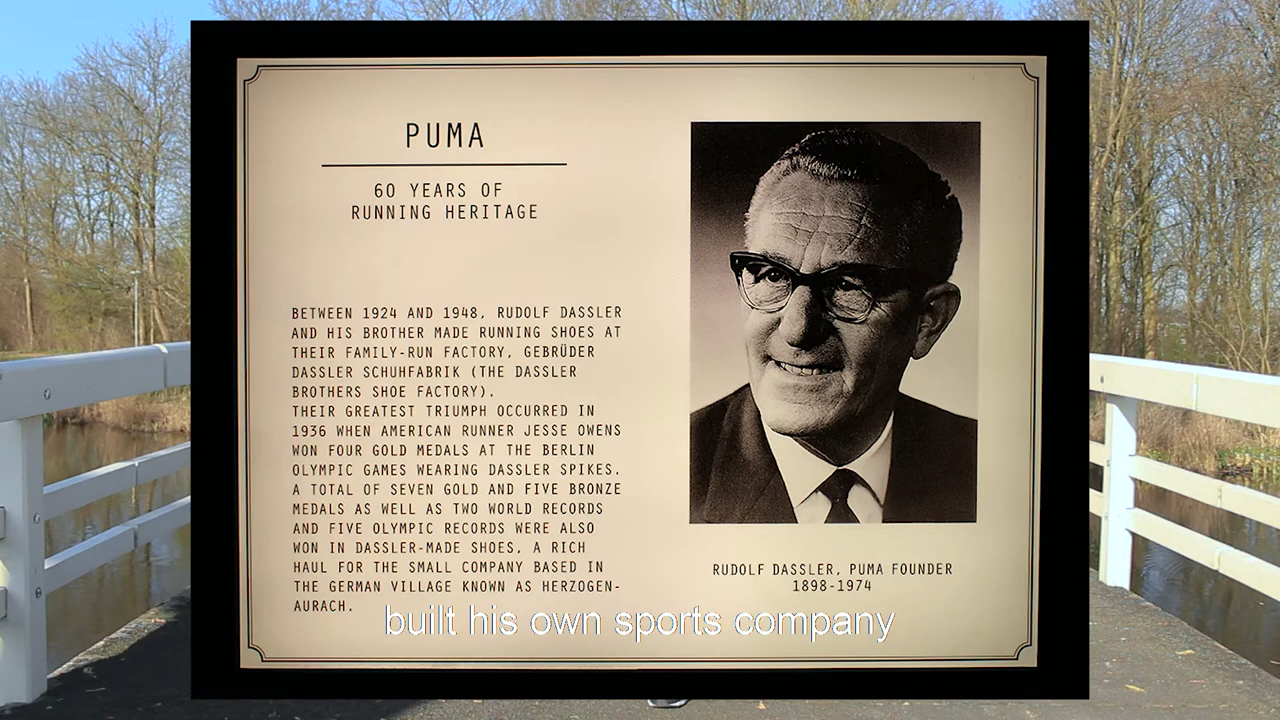 PUMA
60 YEARS OF
RUNNING HERITAGE
BETWEEN 1924 AND 1948, RUDOLF DASSLER
AND HIS BROTHER MADE RUNNING SHOES AT
THEIR FAMILY-RUN FACTORY, GEBRÜDER
DASSLER SCHUHFABRIK (THE DASSLER
BROTHERS SHOE FACTORY).
THEIR GREATEST TRIUMPH OCCURRED IN
1936 WHEN AMERICAN RUNNER JESSE OWENS
WON FOUR GOLD MEDALS AT THE BERLIN
OLYMPIC GAMES WEARING DASSLER SPIKES.
A TOTAL OF SEVEN GOLD AND FIVE BRONZE
MEDALS AS WELL AS TWO WORLD RECORDS
AND FIVE OLYMPIC RECORDS WERE ALSO
WON IN DASSLER-MADE SHOES, A RICH
HAUL FOR THE SMALL COMPANY BASED IN
THE GERMAN VILLAGE KNOWN AS HERZOGEN-
AURACH.
RUDOLF DASSLER, PUMA FOUNDER
1898-1974
built his own sports company